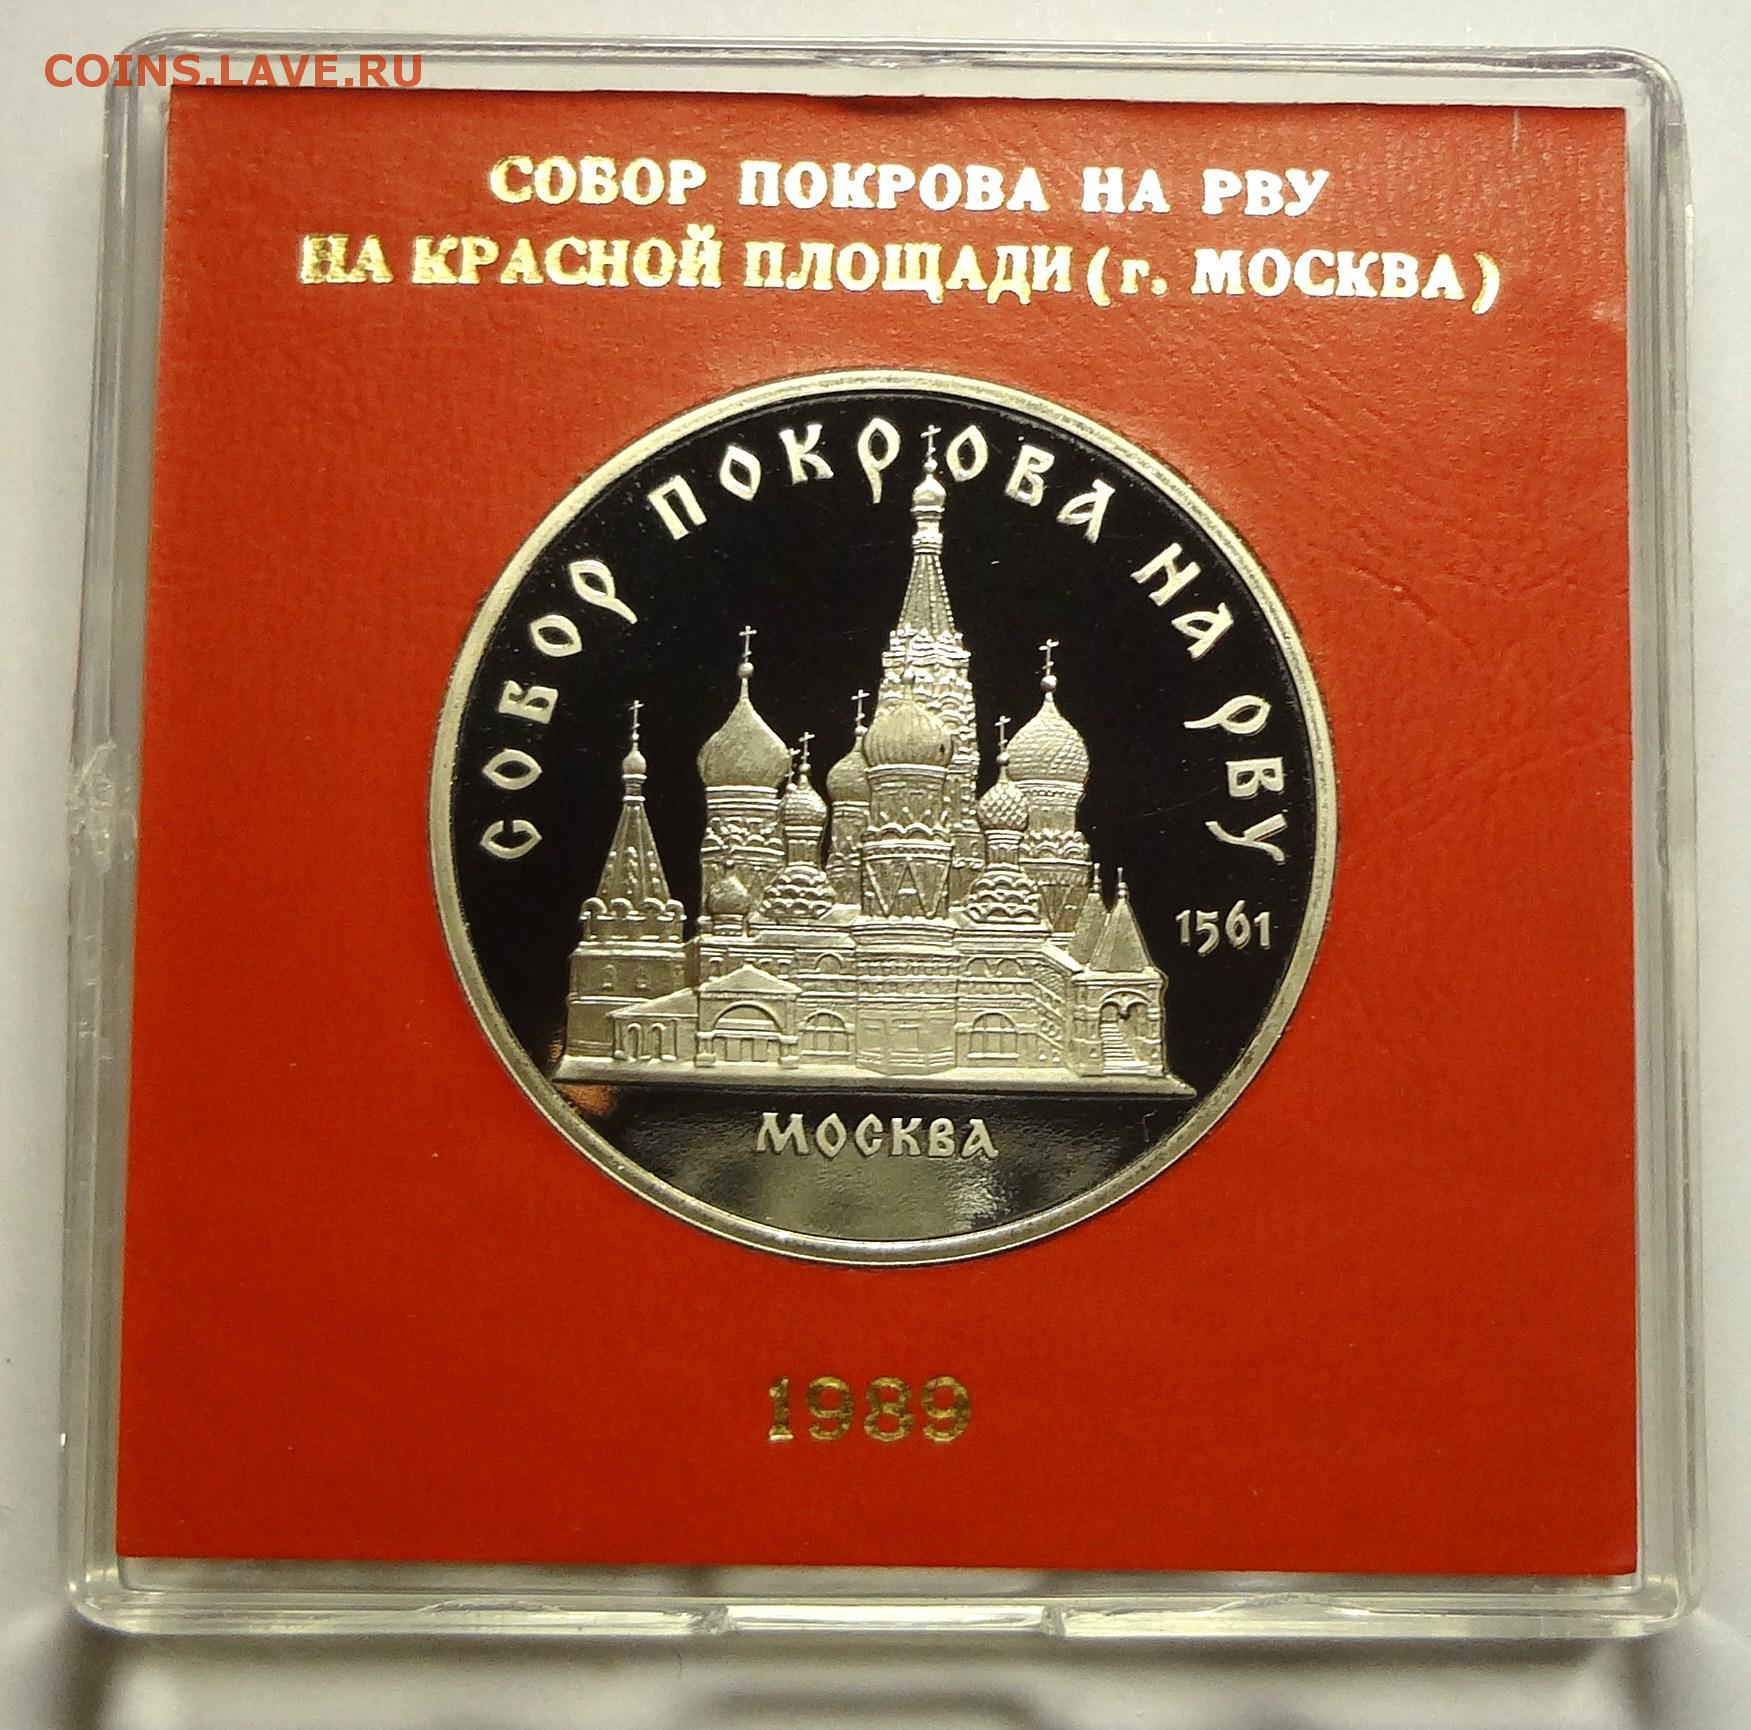 COINS.LAVE.RU
СОБОР ПОКРОВА НА РВУ
НА КРАСНОЙ ПЛОЩАДИ (г. МОСКВА)
СОБОР ПОКРОВА НА РВУ
1561
МОСКВА
1989